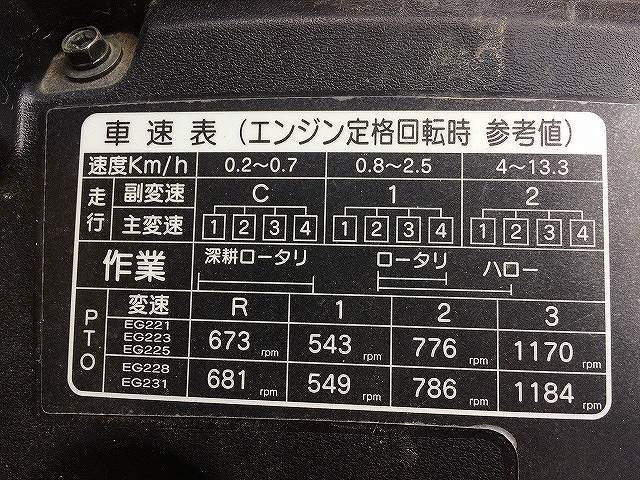 車速表（エンジン定格回転時 参考値）
速度Km/h 0.2～0.7 0.8～2.5 4～13.3
走行 副変速 C 1 2
主変速 1 2 3 4 1 2 3 4 1 2 3 4
作業 深耕ロータリ ロータリ ハロー
PTO 変速 R 1 2 3
EG221
EG223
EG225 673 rpm 543 rpm 776 rpm 1170 rpm
EG228
EG231 681 rpm 549 rpm 786 rpm 1184 rpm